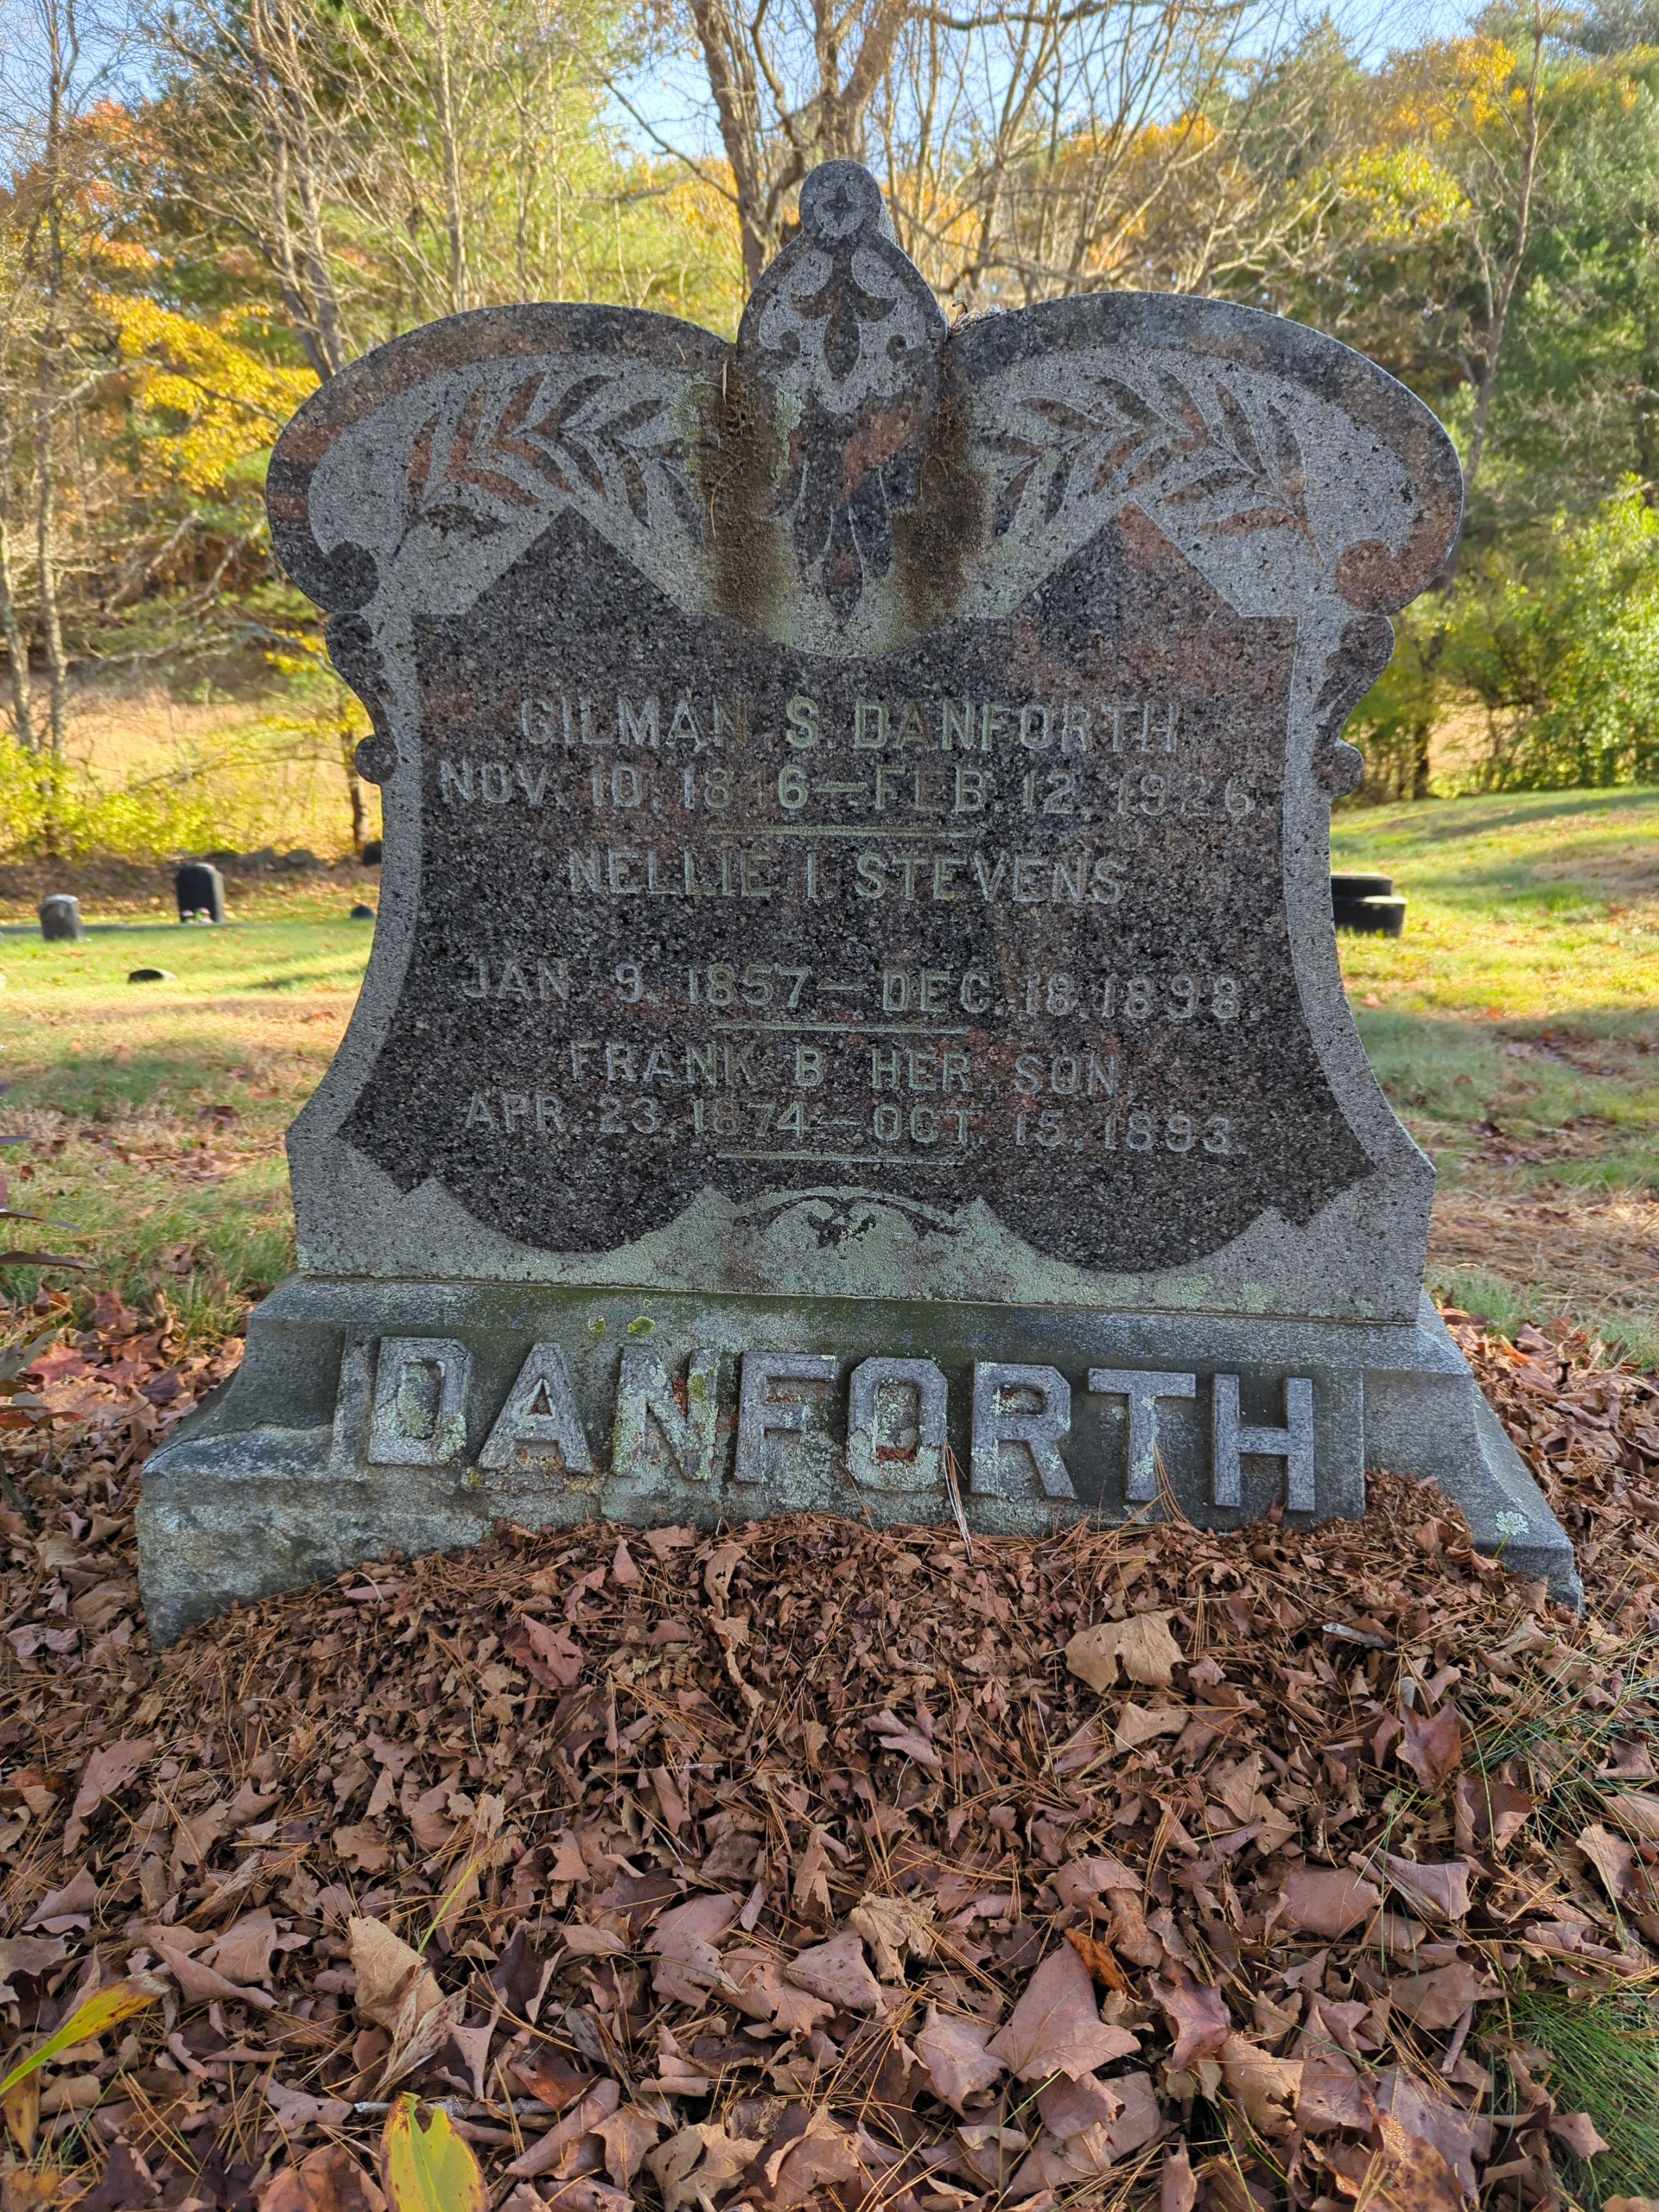 GILMAN S. DANFORTH
NOV. 10, 1846 — FEB. 12, 1926.
NELLIE I. STEVENS
JAN. 9, 1857 — DEC. 18, 1898.
FRANK B. HER SON,
APR. 23, 1874 — OCT. 15, 1893.
DANFORTH